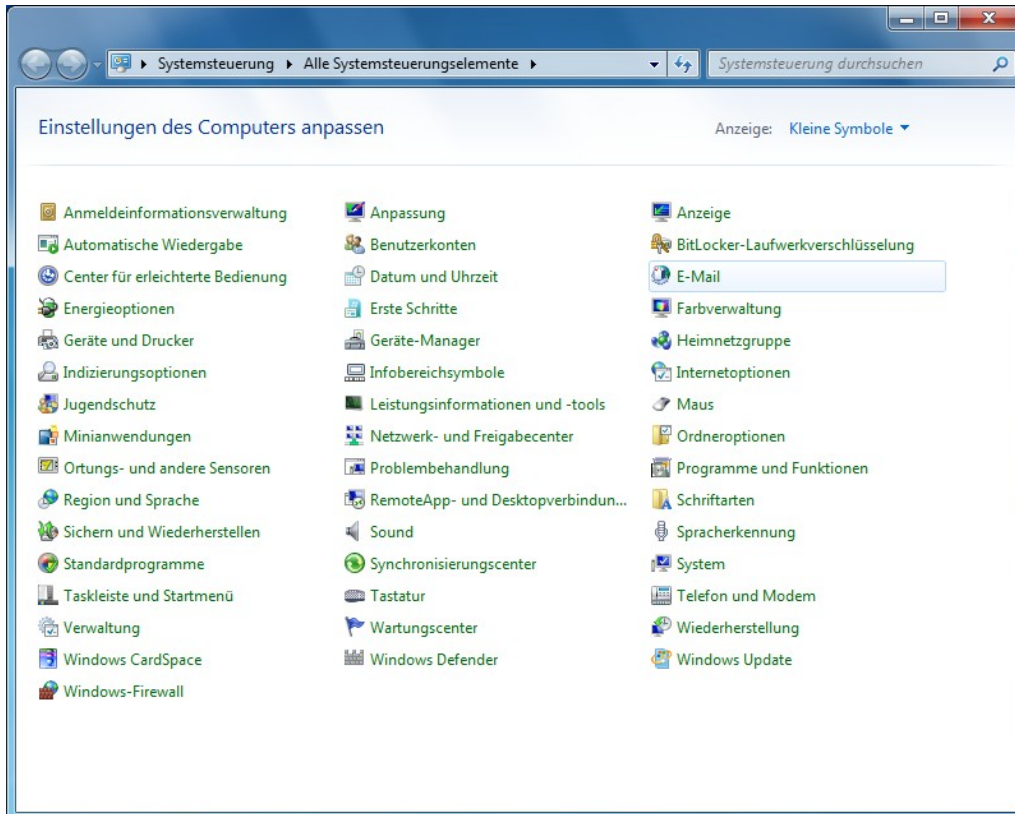 Systemsteuerung Alle Systemsteuerungselemente Systemsteuerung durchsuchen
Einstellungen des Computers anpassen Anzeige: Kleine Symbole
Anmeldeinformationsverwaltung Anpassung Anzeige
Automatische Wiedergabe Benutzerkonten BitLocker-Laufwerkverschlüsselung
Center für erleichterte Bedienung Datum und Uhrzeit E-Mail
Energieoptionen Erste Schritte Farbverwaltung
Geräte und Drucker Geräte-Manager Heimnetzgruppe
Indizierungsoptionen Infobereichsymbole Internetoptionen
Jugendschutz Leistungsinformationen und -tools Maus
Minianwendungen Netzwerk- und Freigabecenter Ordneroptionen
Ortungs- und andere Sensoren Problembehandlung Programme und Funktionen
Region und Sprache RemoteApp- und Desktopverbindun... Schriftarten
Sichern und Wiederherstellen Sound Spracherkennung
Standardprogramme Synchronisierungscenter System
Taskleiste und Startmenü Tastatur Telefon und Modem
Verwaltung Wartungscenter Wiederherstellung
Windows CardSpace Windows Defender Windows Update
Windows-Firewall